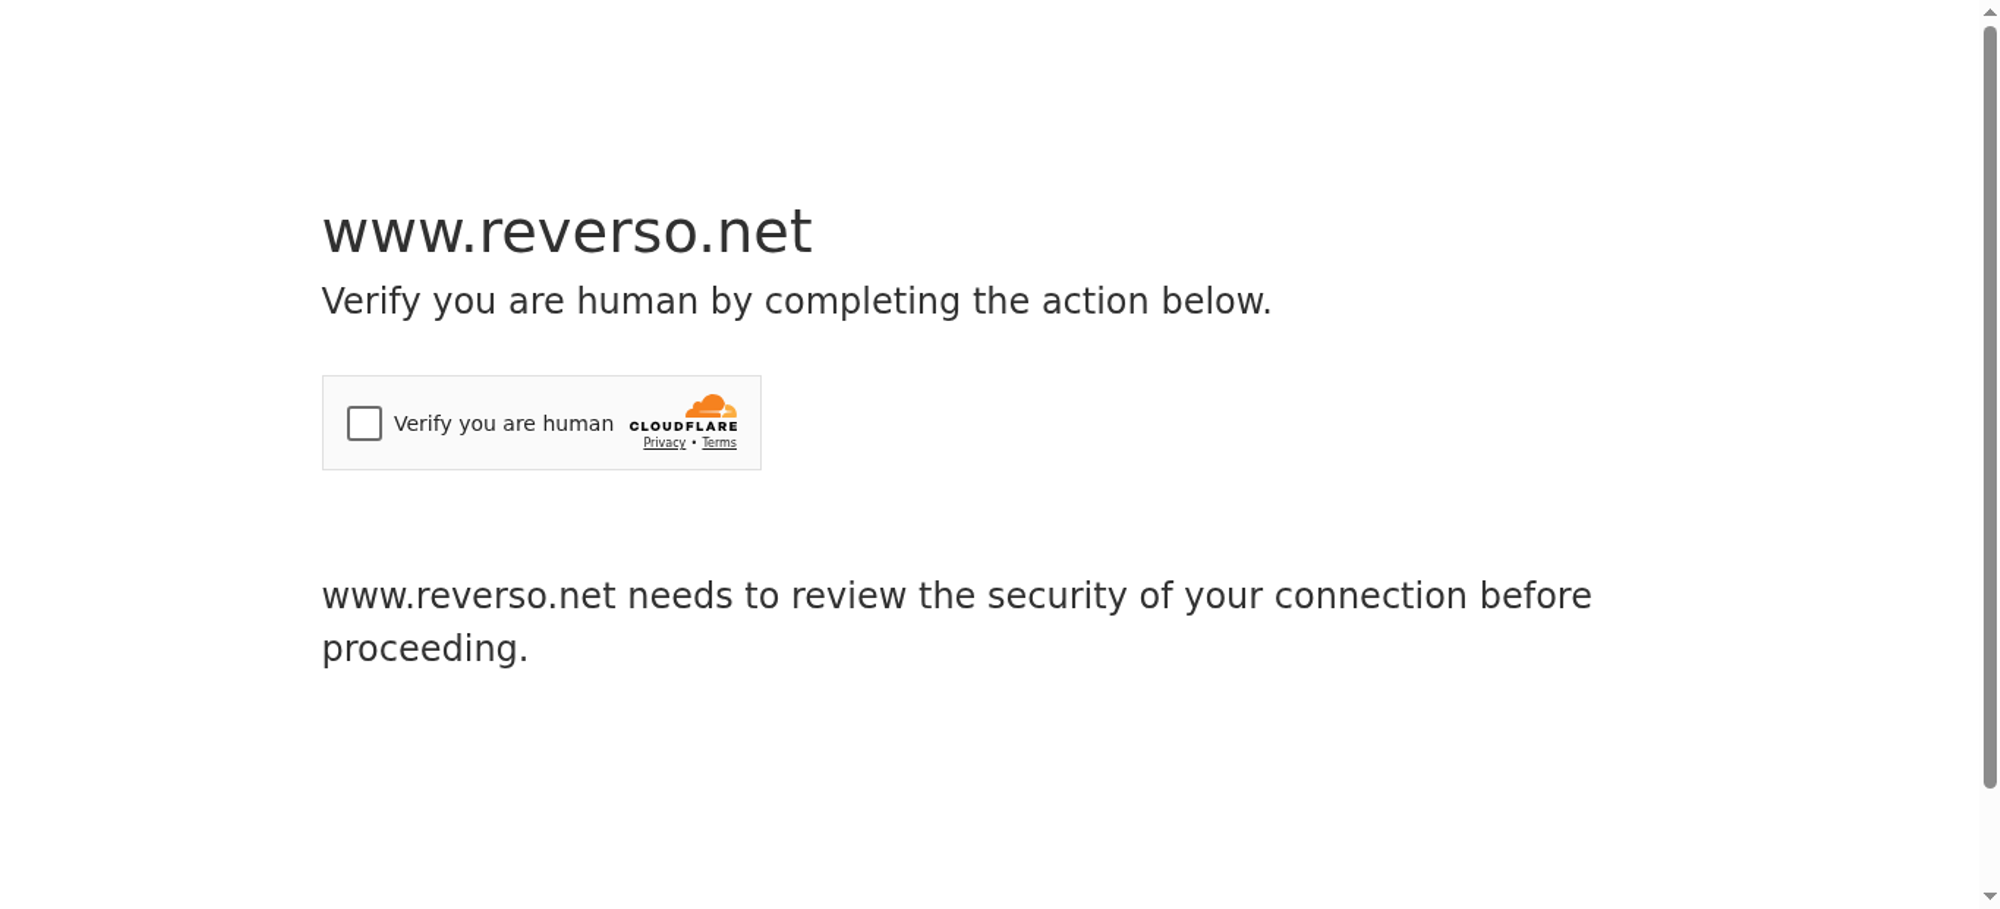 www.reverso.net
Verify you are human by completing the action below.
Verify you are human
CLOUDFLARE
Privacy • Terms
www.reverso.net needs to review the security of your connection before
proceeding.